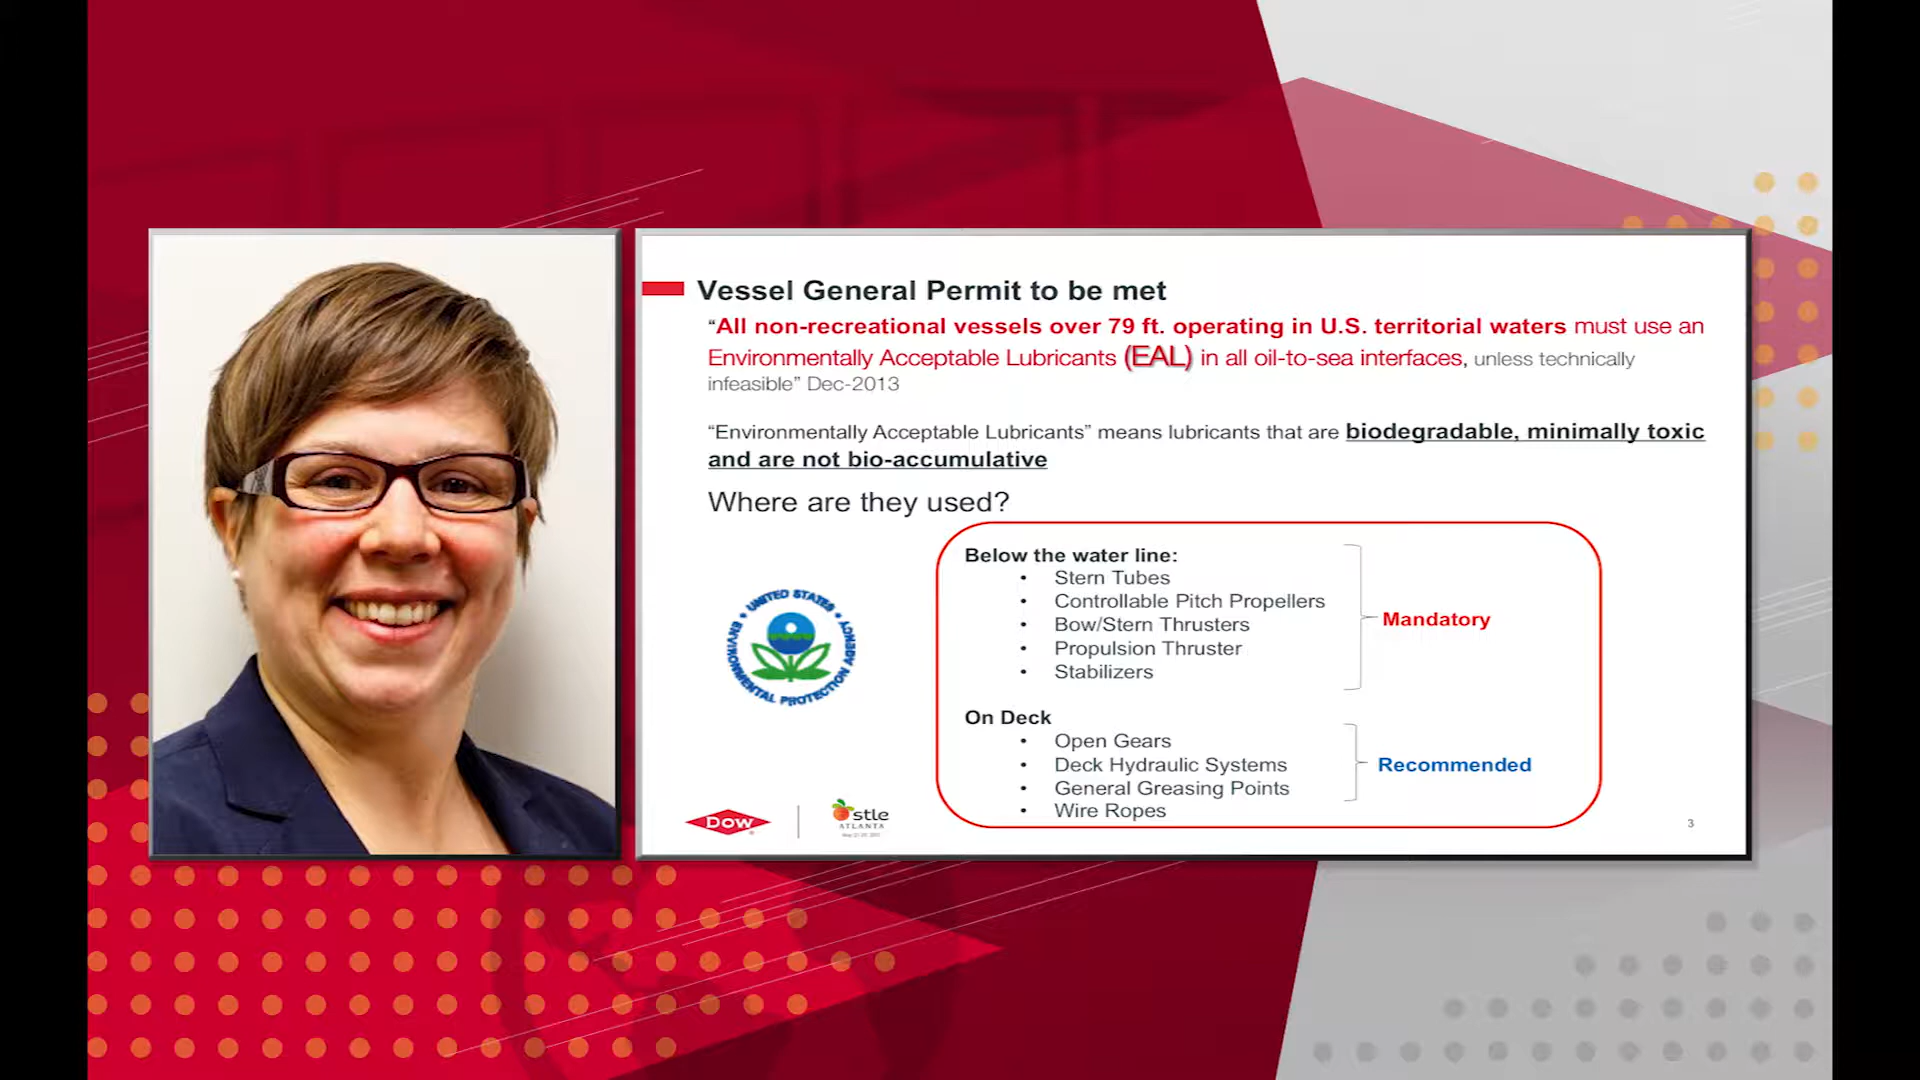 Vessel General Permit to be met
“All non-recreational vessels over 79 ft. operating in U.S. territorial waters must use an
Environmentally Acceptable Lubricants (EAL) in all oil-to-sea interfaces, unless technically
infeasible” Dec-2013
“Environmentally Acceptable Lubricants” means lubricants that are biodegradable, minimally toxic
and are not bio-accumulative
Where are they used?
Below the water line:
• Stern Tubes
• Controllable Pitch Propellers
• Bow/Stern Thrusters
• Propulsion Thruster
• Stabilizers
Mandatory
On Deck
• Open Gears
• Deck Hydraulic Systems
• General Greasing Points
• Wire Ropes
Recommended
UNITED STATES
ENVIRONMENTAL PROTECTION AGENCY
DOW
stle
ATLANTA
3